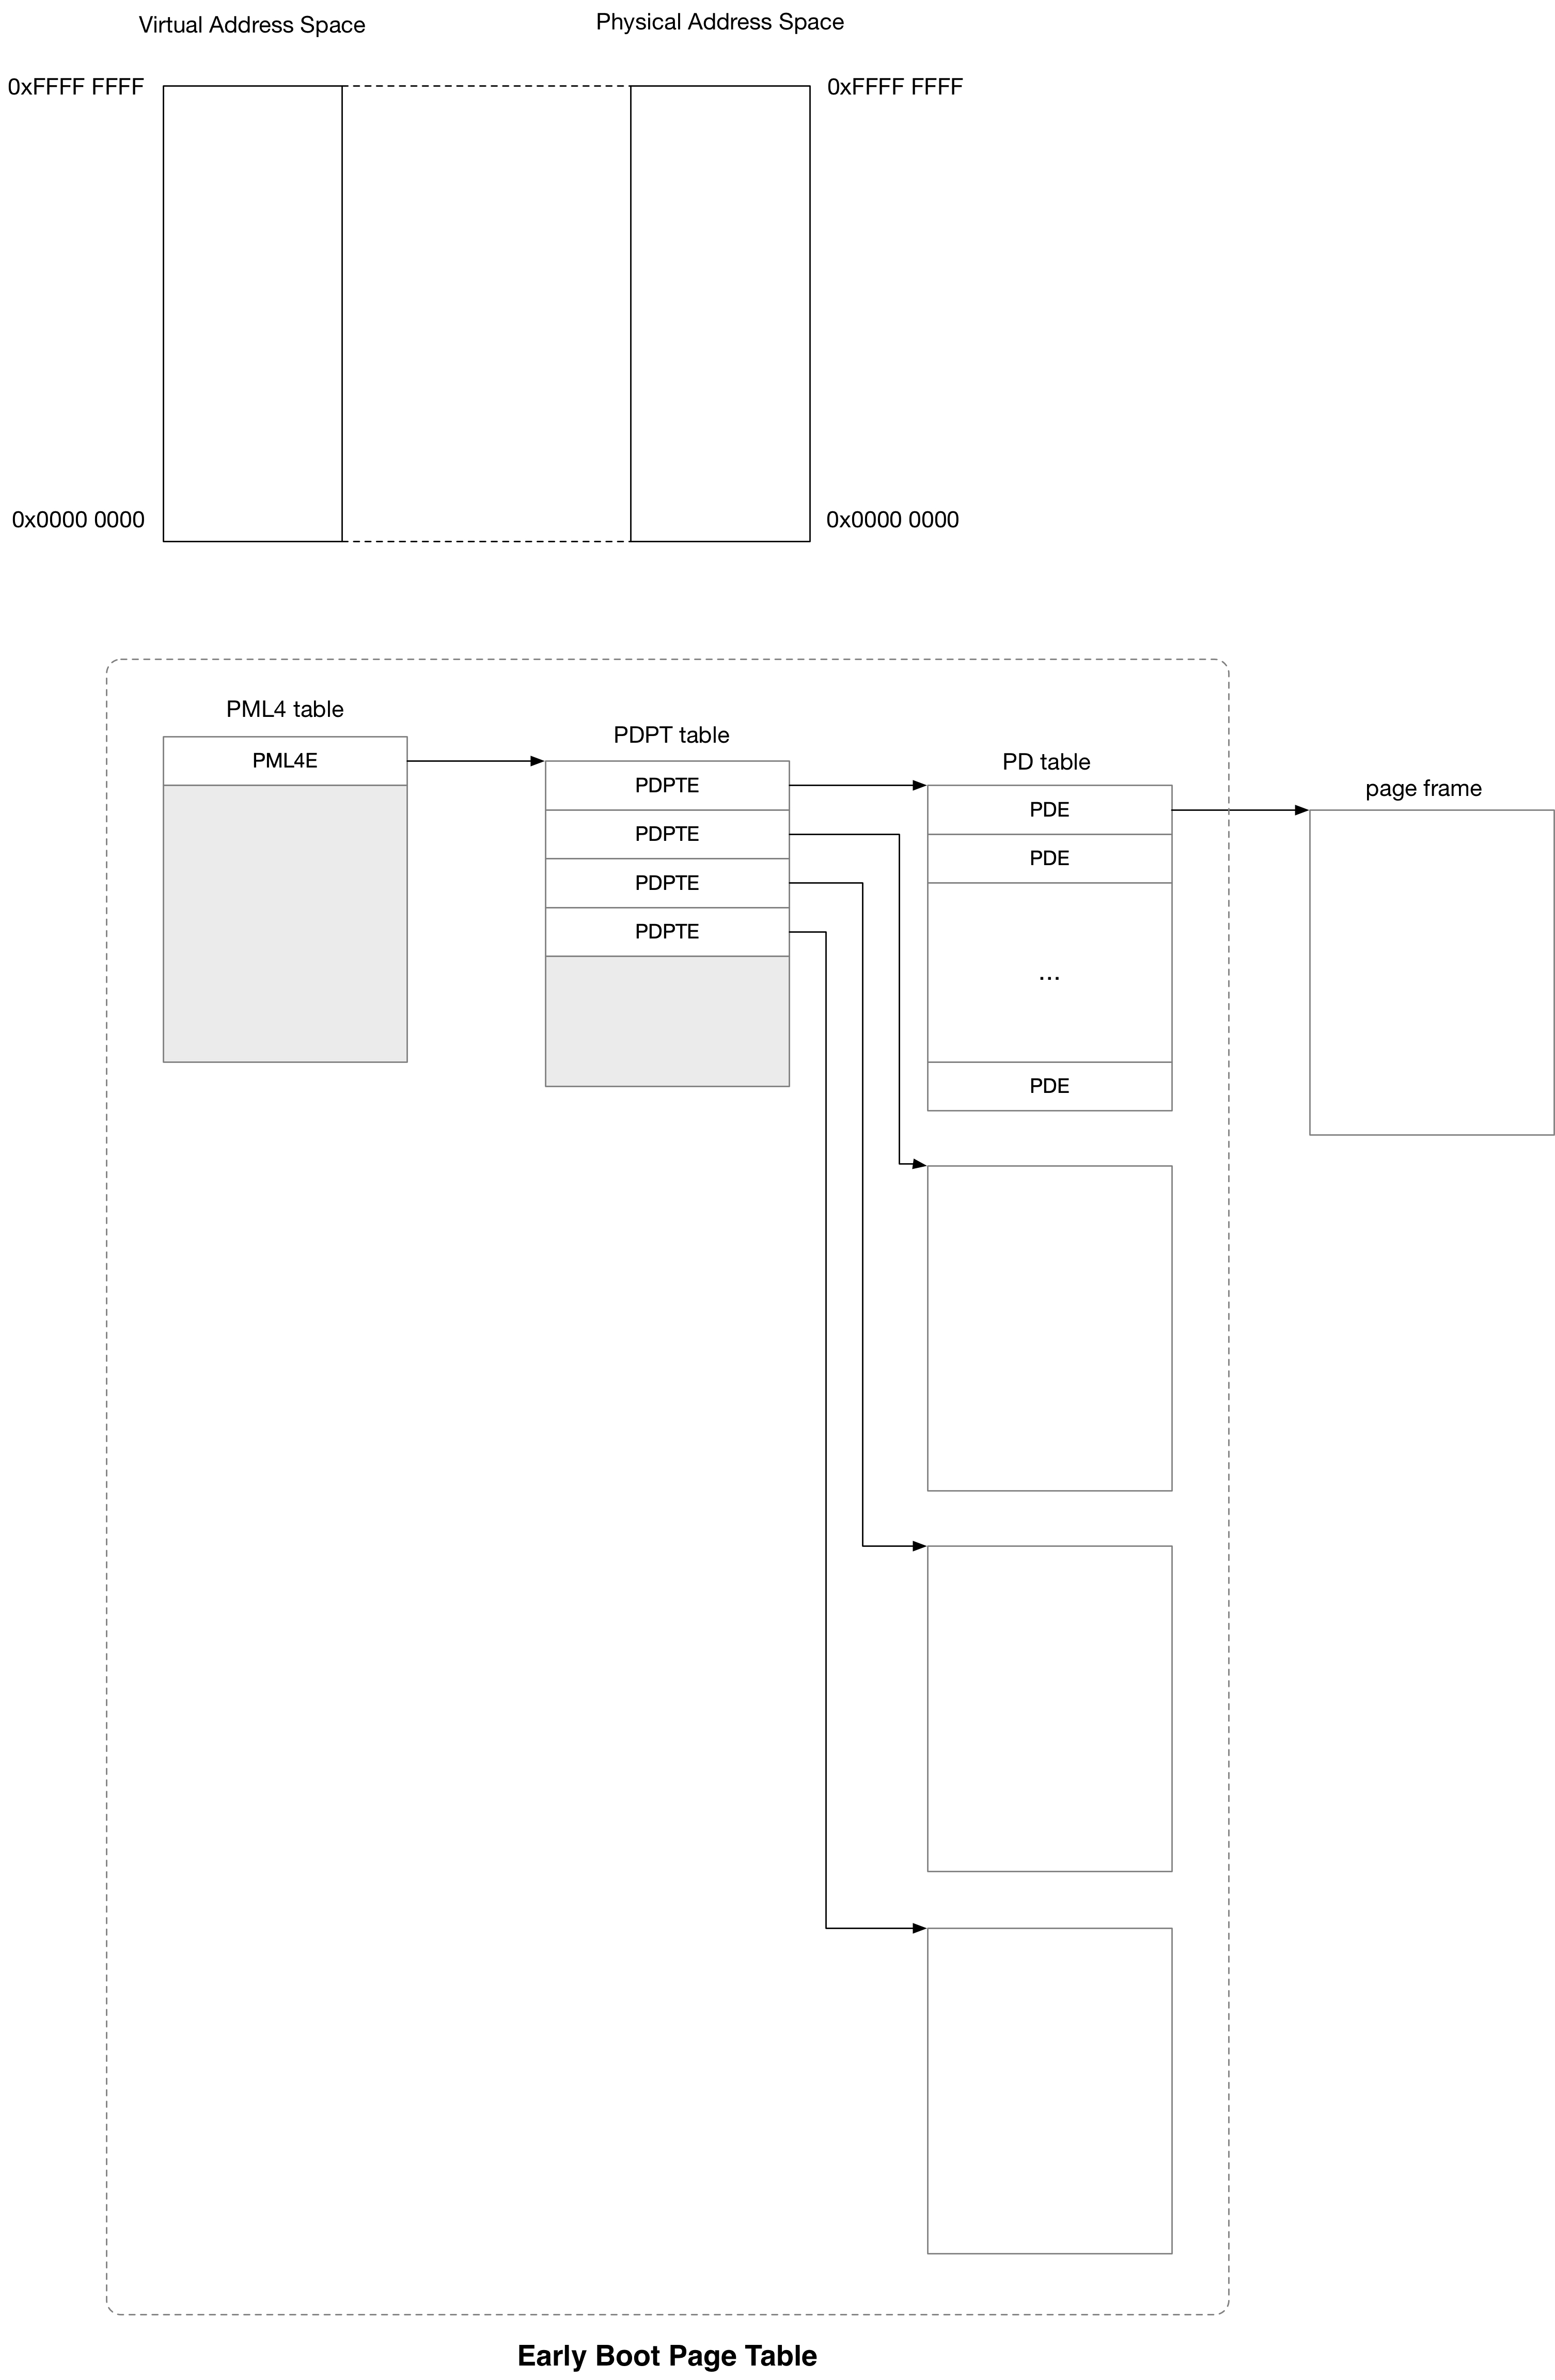 Virtual Address Space
Physical Address Space
0xFFFF FFFF
0xFFFF FFFF
0x0000 0000
0x0000 0000
PML4 table
PML4E
PDPT table
PDPTE
PDPTE
PDPTE
PDPTE
PD table
PDE
PDE
...
PDE
page frame
Early Boot Page Table